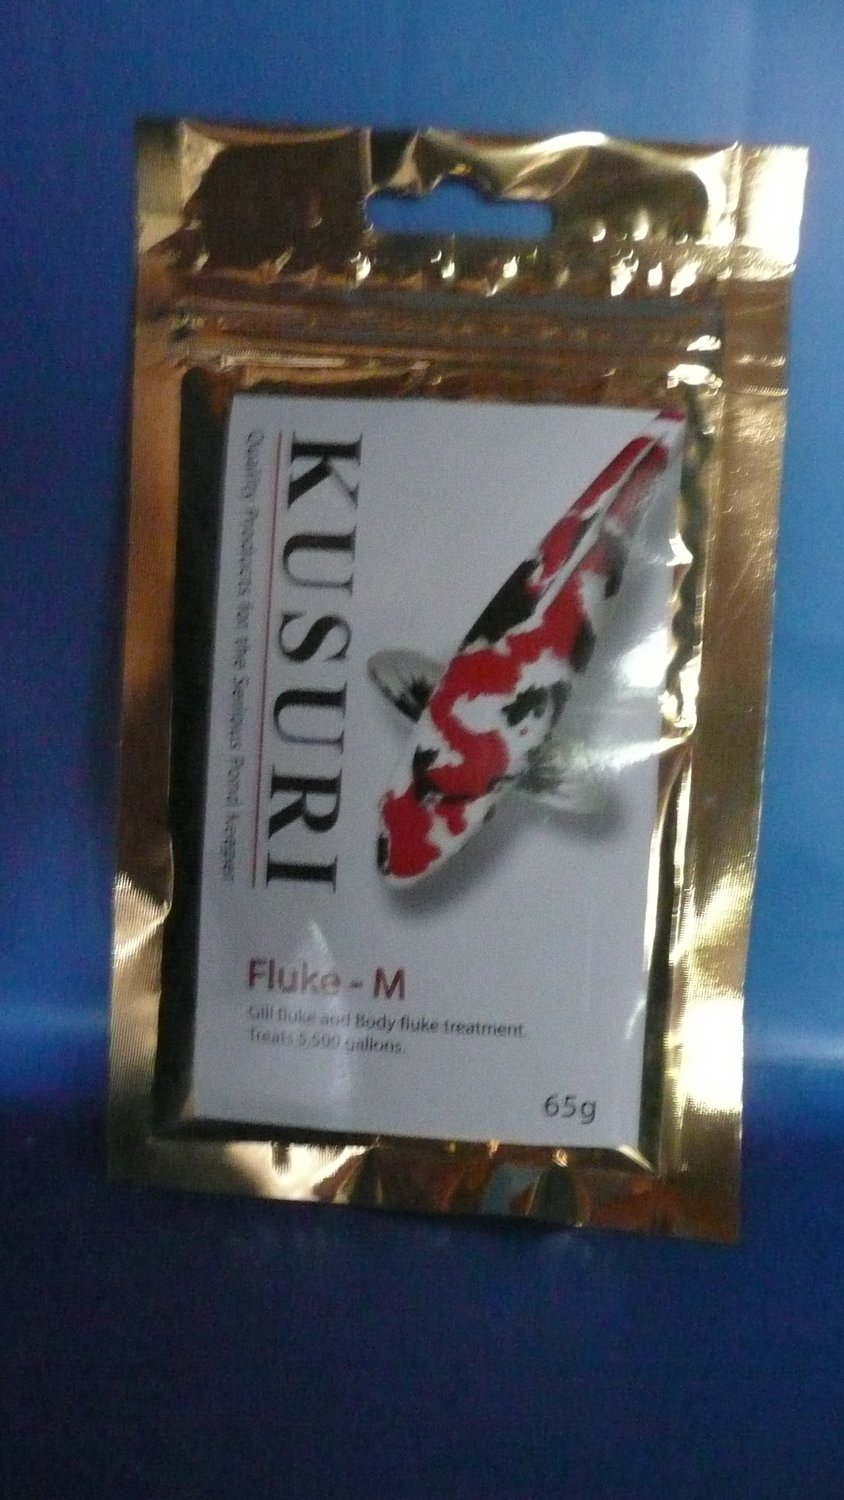 KUSURI
Quality Products for the Serious Pond Keeper
Fluke - M
Gill fluke and Body fluke treatment.
Treats 5,500 gallons.
65g